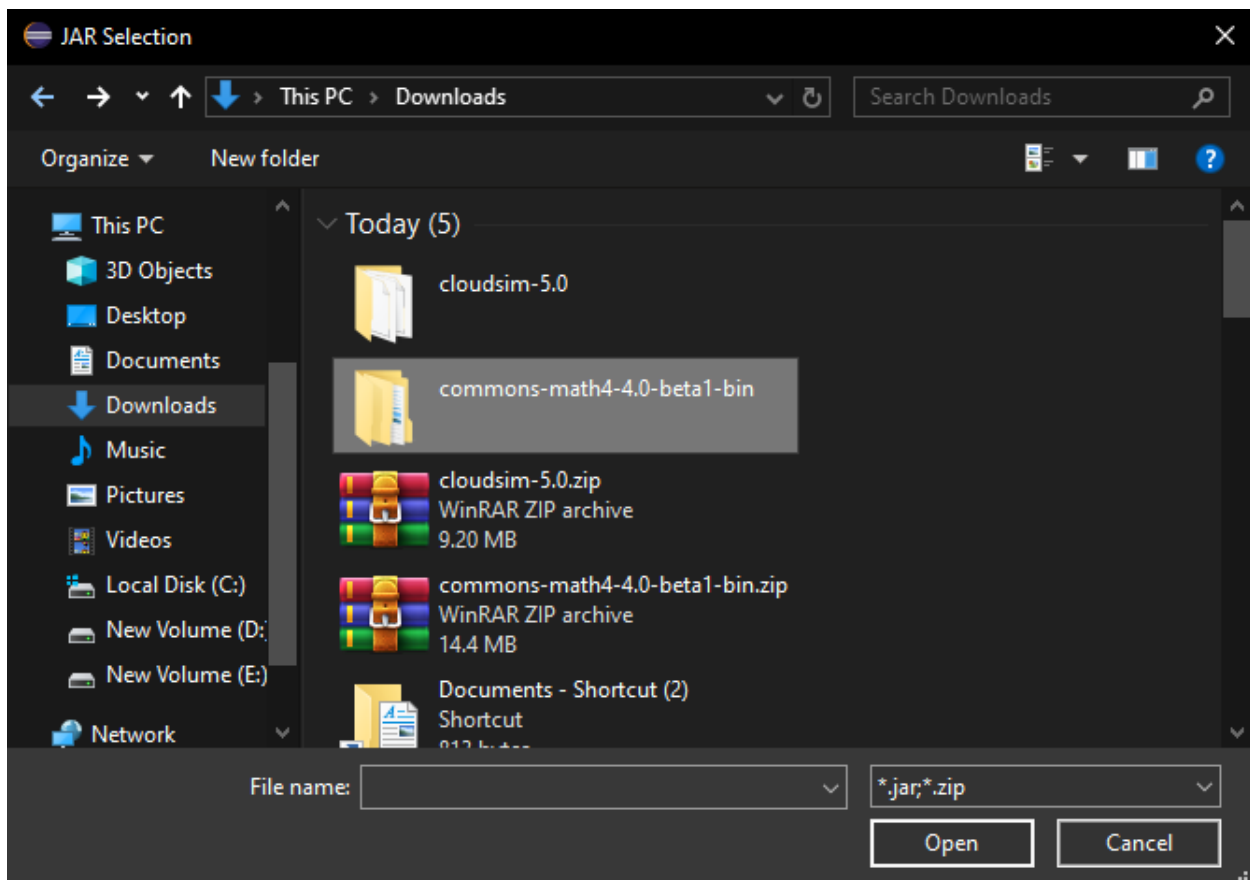 JAR Selection
This PC > Downloads
Search Downloads
Organize
New folder
This PC
3D Objects
Desktop
Documents
Downloads
Music
Pictures
Videos
Local Disk (C:)
New Volume (D:
New Volume (E:)
Network
Today (5)
cloudsim-5.0
commons-math4-4.0-beta1-bin
cloudsim-5.0.zip
WinRAR ZIP archive
9.20 MB
commons-math4-4.0-beta1-bin.zip
WinRAR ZIP archive
14.4 MB
Documents - Shortcut (2)
Shortcut
File name:
*.jar;*.zip
Open
Cancel